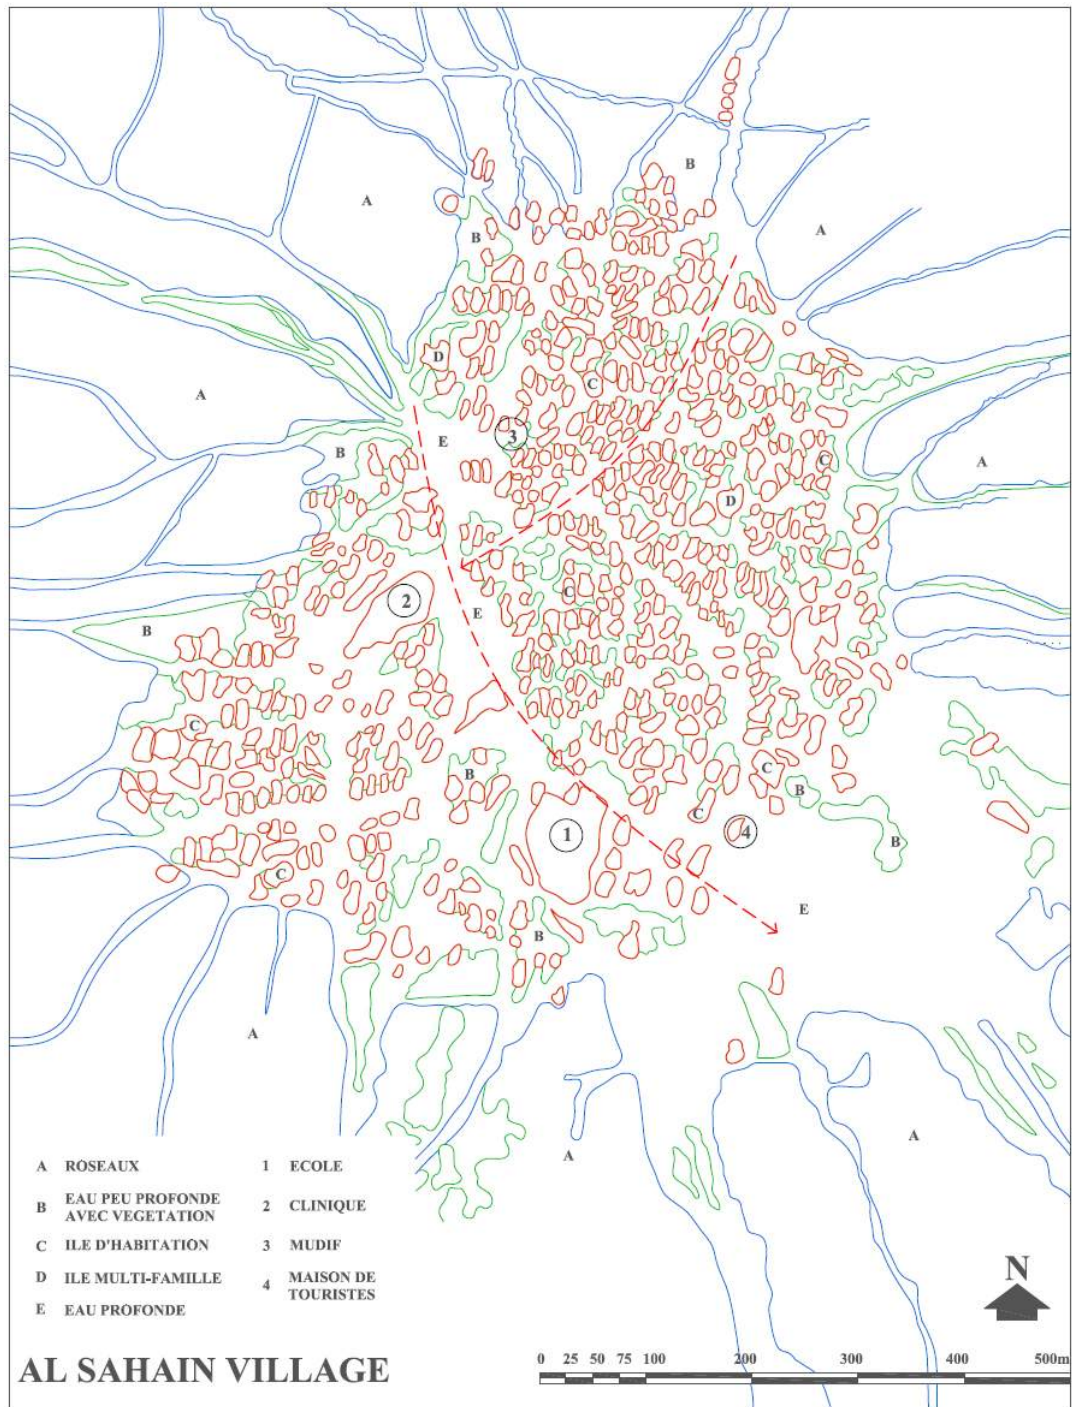 B
A
A
B
D
C
A
E
3
B
C
A
D
C
2
E
B
C
C
B
B
C
1
4
B
C
E
B
A
A
A
A ROSEAUX
B EAU PEU PROFONDE
AVEC VEGETATION
C ILE D'HABITATION
D ILE MULTI-FAMILLE
E EAU PROFONDE
1 ECOLE
2 CLINIQUE
3 MUDIF
4 MAISON DE
TOURISTES
N
AL SAHAIN VILLAGE
0 25 50 75 100 200 300 400 500m